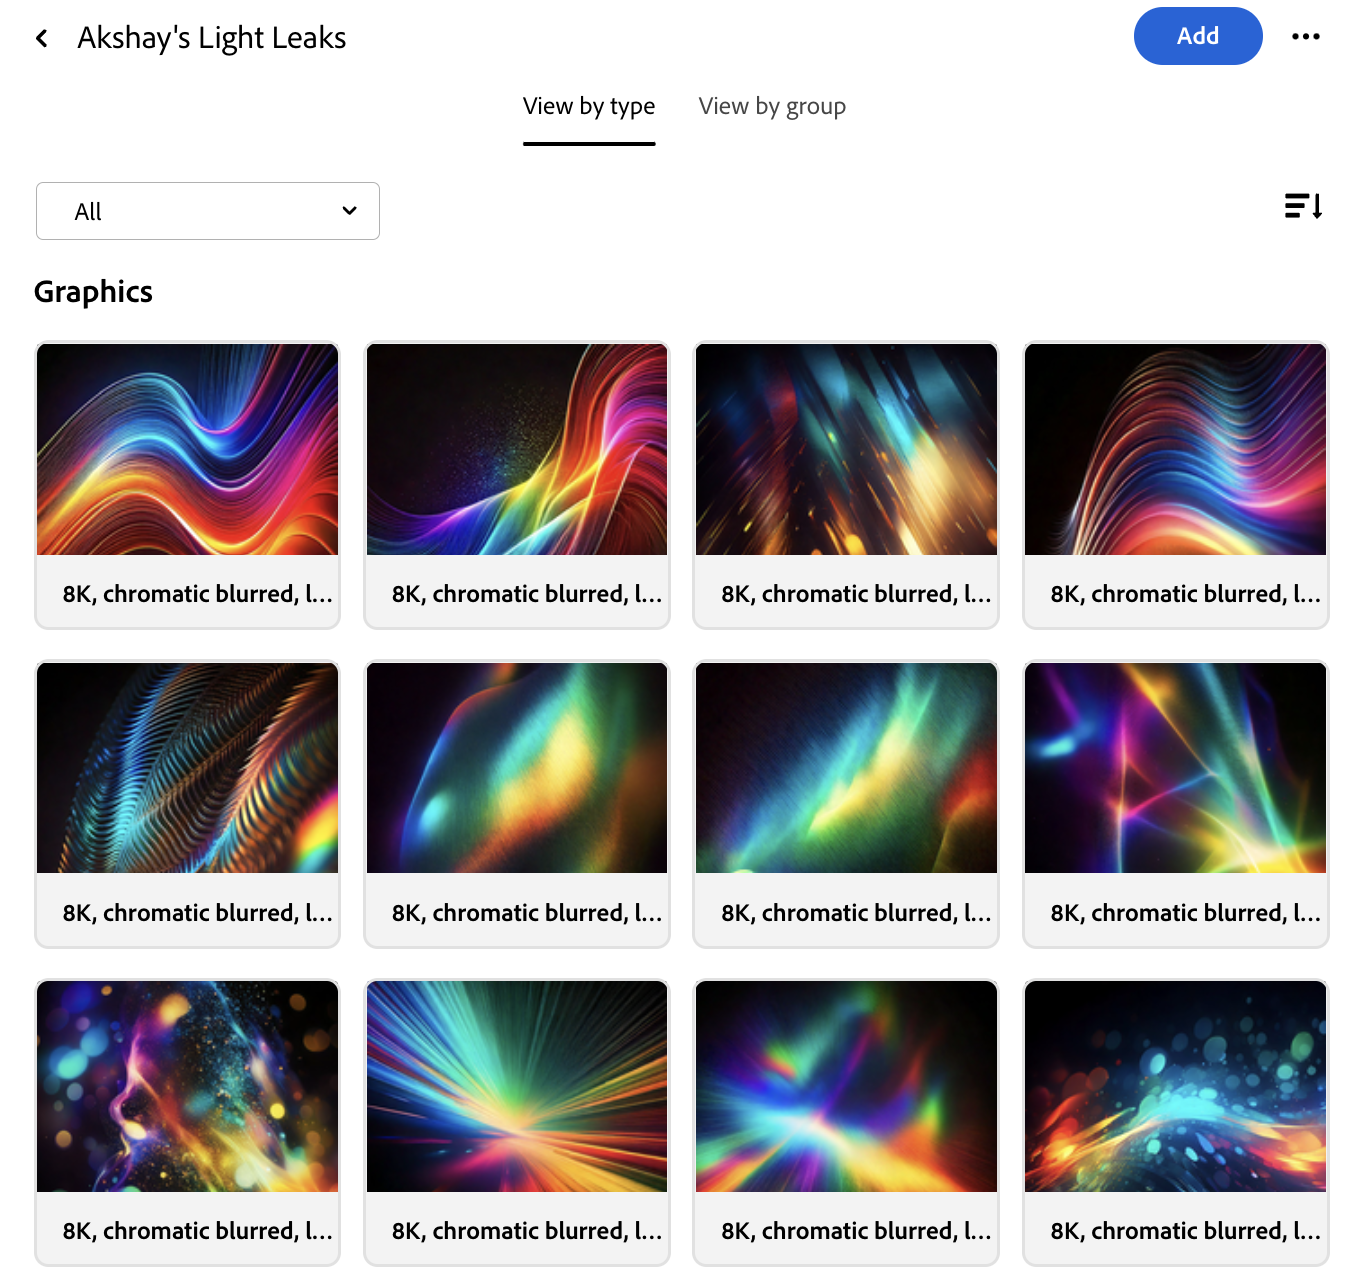 Akshay's Light Leaks
Add
View by type
View by group
All
Graphics
8K, chromatic blurred, l...
8K, chromatic blurred, l...
8K, chromatic blurred, l...
8K, chromatic blurred, l...
8K, chromatic blurred, l...
8K, chromatic blurred, l...
8K, chromatic blurred, l...
8K, chromatic blurred, l...
8K, chromatic blurred, l...
8K, chromatic blurred, l...
8K, chromatic blurred, l...
8K, chromatic blurred, l...